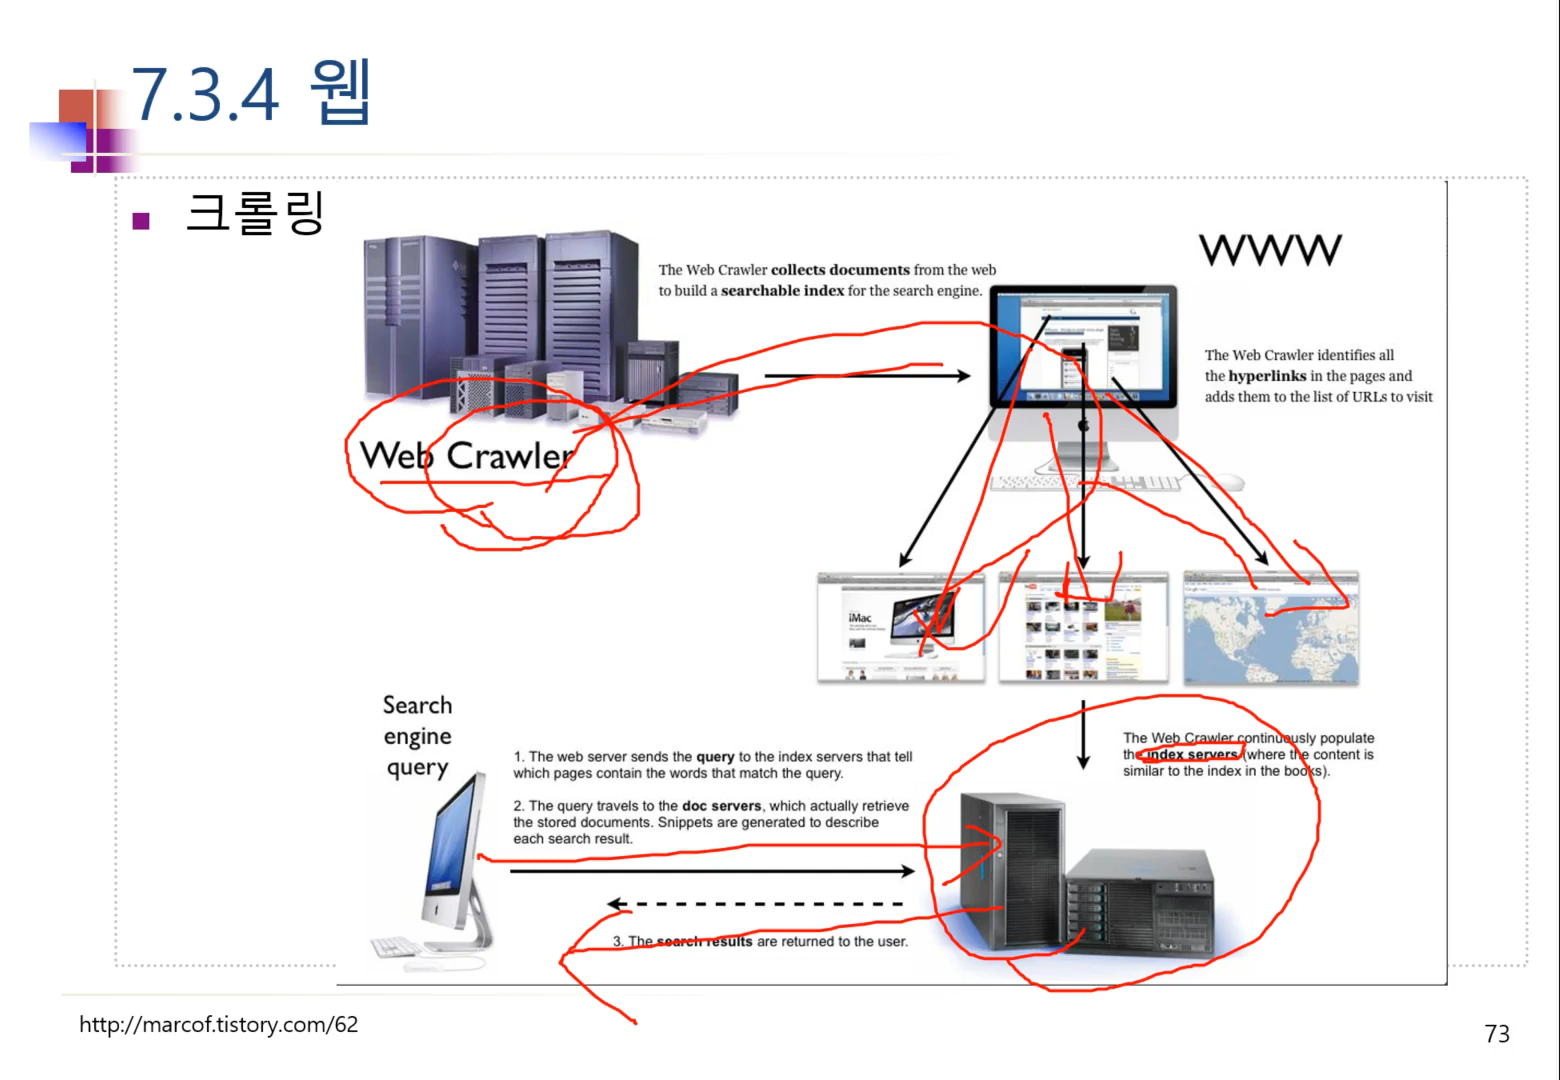 7.3.4 웹
크롤링
The Web Crawler collects documents from the web
to build a searchable index for the search engine.
WWW
The Web Crawler identifies all
the hyperlinks in the pages and
adds them to the list of URLs to visit
Web Crawler
iMac
Search
engine
query
1. The web server sends the query to the index servers that tell
which pages contain the words that match the query.
2. The query travels to the doc servers, which actually retrieve
the stored documents. Snippets are generated to describe
each search result.
3. The search results are returned to the user.
The Web Crawler continuously populate
the index servers (where the content is
similar to the index in the books).
http://marcof.tistory.com/62
73